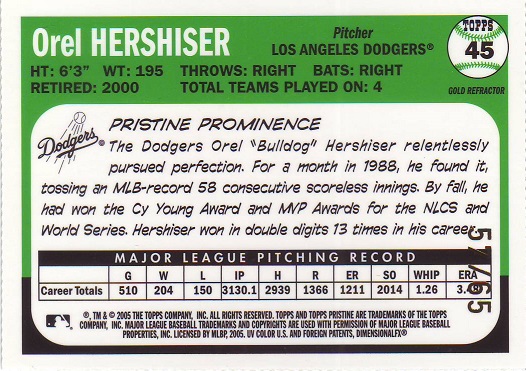 Orel HERSHISER
Pitcher
LOS ANGELES DODGERS®
TOPPS
45
GOLD REFRACTOR
HT: 6'3" WT: 195 THROWS: RIGHT BATS: RIGHT
RETIRED: 2000 TOTAL TEAMS PLAYED ON: 4
Dodgers®
PRISTINE PROMINENCE
The Dodgers Orel "Bulldog" Hershiser relentlessly
pursued perfection. For a month in 1988, he found it,
tossing an MLB-record 58 consecutive scoreless innings. By fall, he
had won the Cy Young Award and MVP Awards for the NLCS and
World Series. Hershiser won in double digits 13 times in his career.
57/65
MAJOR LEAGUE PITCHING RECORD
G W L IP H R ER SO WHIP ERA
Career Totals 510 204 150 3130.1 2939 1366 1211 2014 1.26
®, TM & © 2005 THE TOPPS COMPANY, INC. ALL RIGHTS RESERVED. TOPPS AND TOPPS PRISTINE ARE TRADEMARKS OF THE TOPPS
COMPANY, INC. MAJOR LEAGUE BASEBALL TRADEMARKS AND COPYRIGHTS ARE USED WITH PERMISSION OF MAJOR LEAGUE BASEBALL
PROPERTIES, INC. LICENSED BY MLBP, 2005. UV COLOR U.S. AND FOREIGN PATENTS, DIMENSIONALFX®